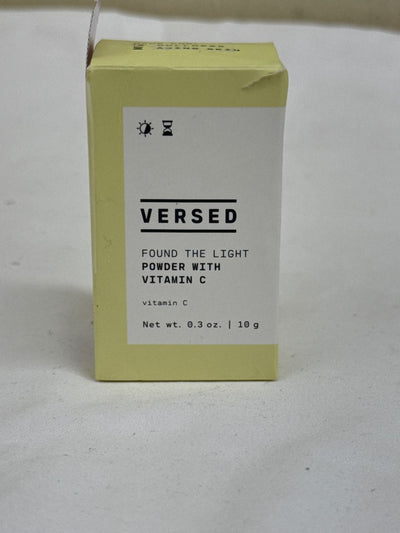 VERSED
FOUND THE LIGHT
POWDER WITH
VITAMIN C
vitamin C
Net wt. 0.3 oz. | 10 g